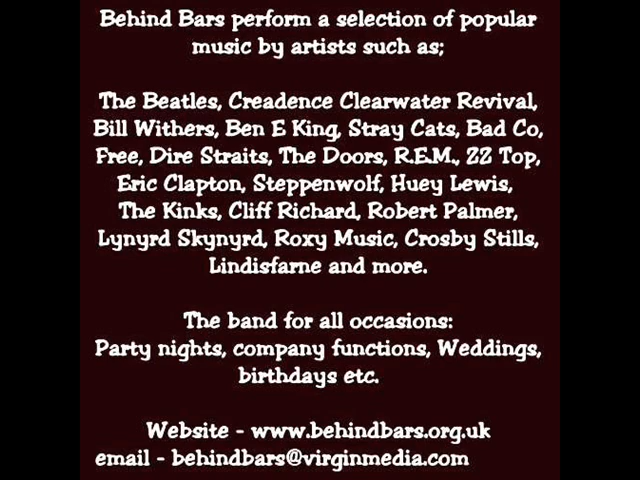 Behind Bars perform a selection of popular
music by artists such as;
The Beatles, Creadence Clearwater Revival,
Bill Withers, Ben E King, Stray Cats, Bad Co,
Free, Dire Straits, The Doors, R.E.M., ZZ Top,
Eric Clapton, Steppenwolf, Huey Lewis,
The Kinks, Cliff Richard, Robert Palmer,
Lynyrd Skynyrd, Roxy Music, Crosby Stills,
Lindisfarne and more.
The band for all occasions:
Party nights, company functions, Weddings,
birthdays etc.
Website - www.behindbars.org.uk
email - behindbars@virginmedia.com